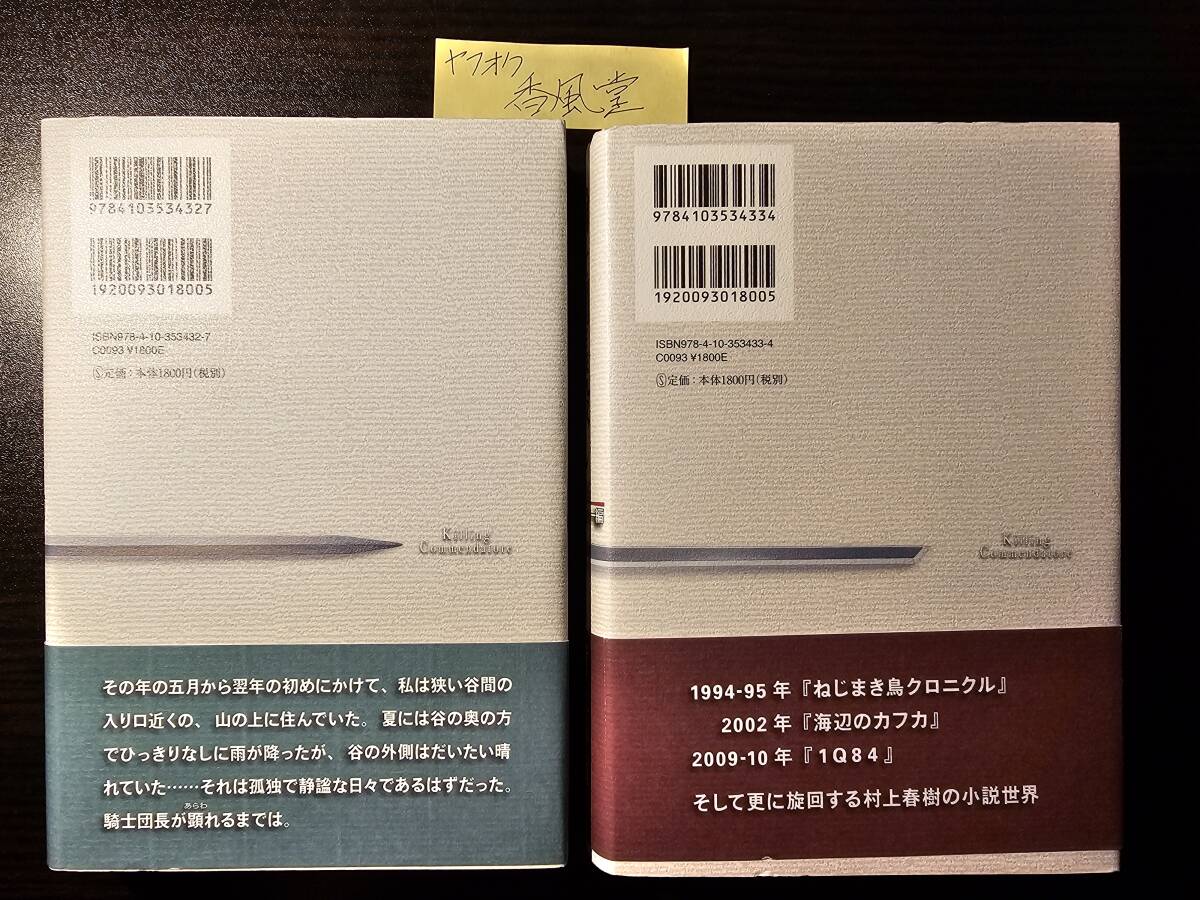 ヤフオク
香風堂
9784103534327
1920093018005
ISBN978-4-10-353432-7
C0093 ¥1800E
Ⓢ定価：本体1800円(税別)
Killing
Commendatore
その年の五月から翌年の初めにかけて、私は狭い谷間の
入り口近くの、山の上に住んでいた。夏には谷の奥の方
でひっきりなしに雨が降ったが、谷の外側はだいたい晴
れていた……それは孤独で静謐な日々であるはずだった。
あらわ
騎士団長が顕れるまでは。
9784103534334
1920093018005
ISBN978-4-10-353433-4
C0093 ¥1800E
Ⓢ定価：本体1800円(税別)
Killing
Commendatore
1994-95年『ねじまき鳥クロニクル』
2002年『海辺のカフカ』
2009-10年『1Q84』
そして更に旋回する村上春樹の小説世界